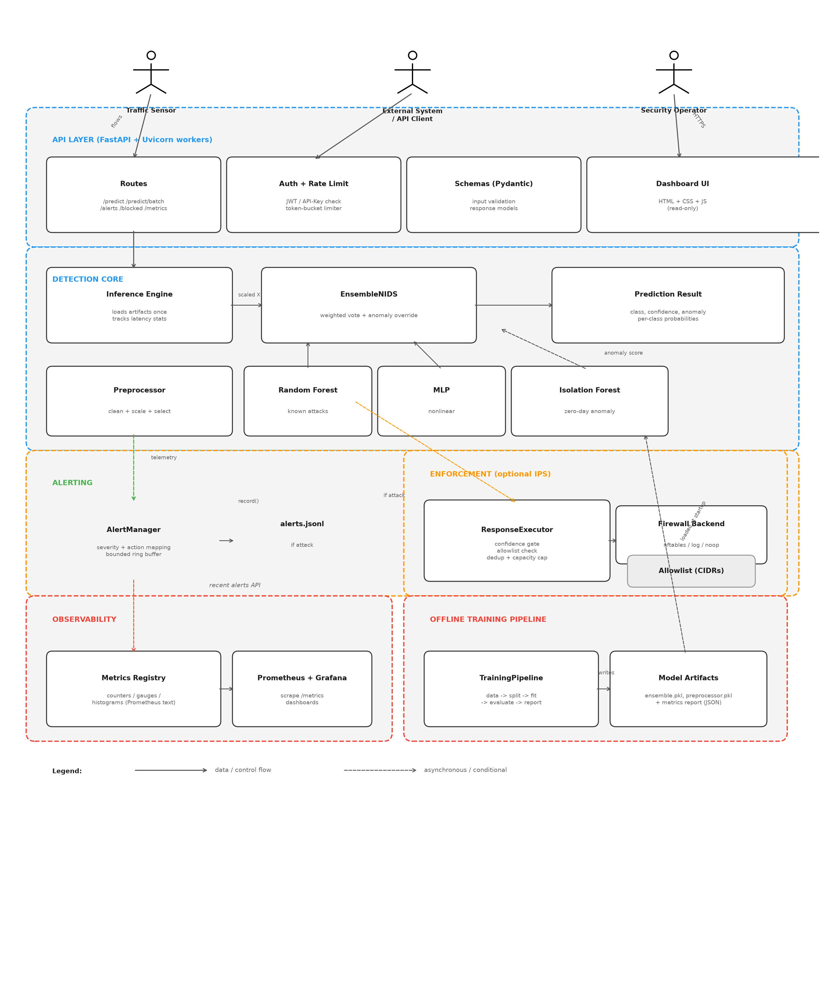 Traffic Sensor
External System
/ API Client
Security Operator
flows
HTTPS
API LAYER (FastAPI + Uvicorn workers)
Routes
/predict /predict/batch
/alerts /blocked /metrics
Auth + Rate Limit
JWT / API-Key check
token-bucket limiter
Schemas (Pydantic)
input validation
response models
Dashboard UI
HTML + CSS + JS
(read-only)
DETECTION CORE
Inference Engine
loads artifacts once
tracks latency stats
scaled X
EnsembleNIDS
weighted vote + anomaly override
Prediction Result
class, confidence, anomaly
per-class probabilities
anomaly score
Preprocessor
clean + scale + select
Random Forest
known attacks
MLP
nonlinear
Isolation Forest
zero-day anomaly
telemetry
ALERTING
record()
if attack
AlertManager
severity + action mapping
bounded ring buffer
alerts.jsonl
if attack
recent alerts API
ENFORCEMENT (optional IPS)
ResponseExecutor
confidence gate
allowlist check
dedup + capacity cap
Firewall Backend
nftables / log / noop
loaded at startup
Allowlist (CIDRs)
OBSERVABILITY
Metrics Registry
counters / gauges /
histograms (Prometheus text)
Prometheus + Grafana
scrape /metrics
dashboards
OFFLINE TRAINING PIPELINE
TrainingPipeline
data -> split -> fit
-> evaluate -> report
writes
Model Artifacts
ensemble.pkl, preprocessor.pkl
+ metrics report (JSON)
Legend:
data / control flow
asynchronous / conditional